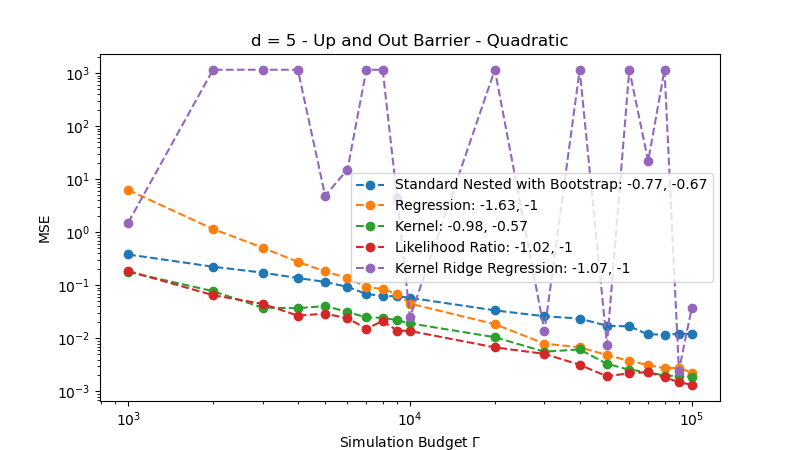 d = 5 - Up and Out Barrier - Quadratic
MSE
10³
10²
10¹
10⁰
10⁻¹
10⁻²
10⁻³
Standard Nested with Bootstrap: -0.77, -0.67
Regression: -1.63, -1
Kernel: -0.98, -0.57
Likelihood Ratio: -1.02, -1
Kernel Ridge Regression: -1.07, -1
10³
10⁴
10⁵
Simulation Budget Γ